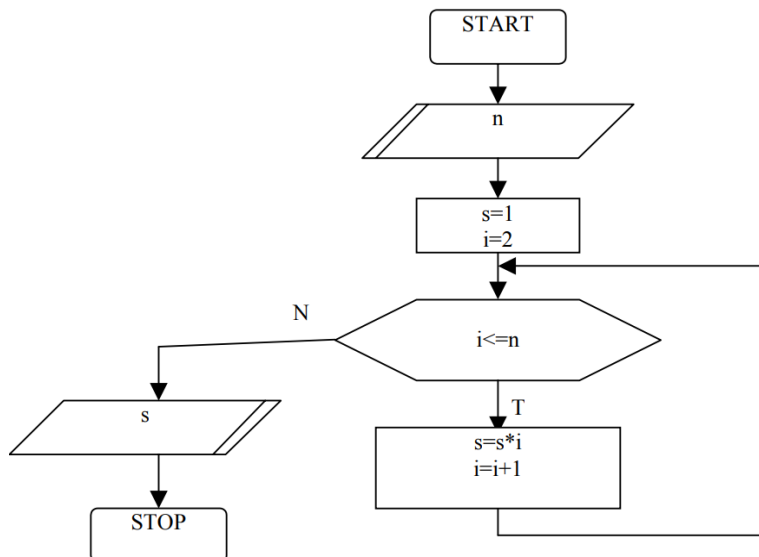 START
n
s=1
i=2
N
i<=n
T
s
s=s*i
i=i+1
STOP